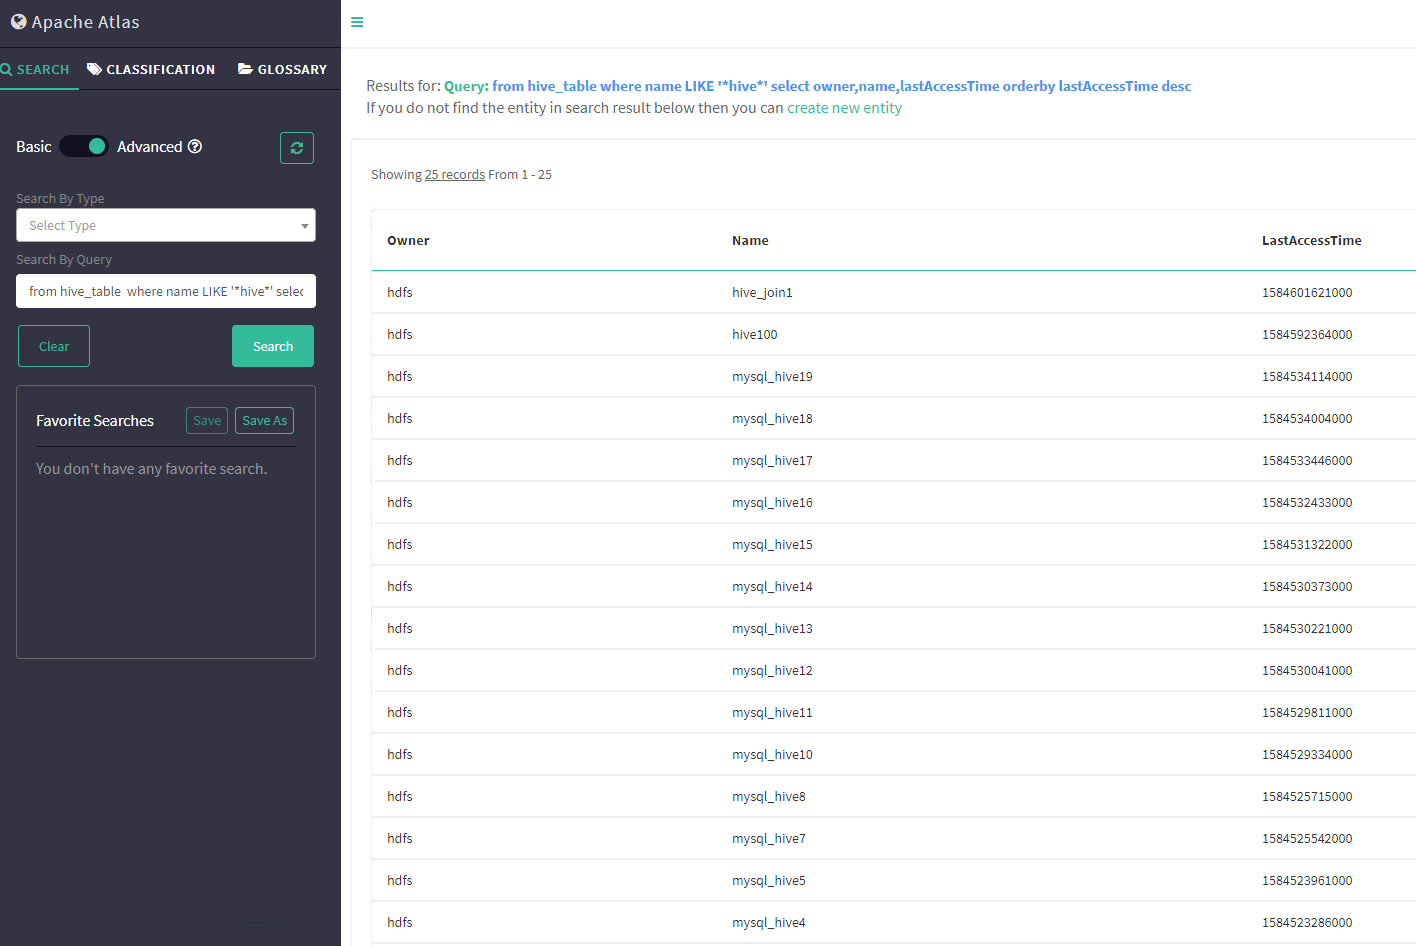 Apache Atlas
SEARCH CLASSIFICATION GLOSSARY
Basic Advanced
Search By Type
Select Type
Search By Query
from hive_table  where name LIKE '*hive*' selec
Clear Search
Favorite Searches Save Save As
You don't have any favorite search.
Results for: Query: from hive_table where name LIKE '*hive*' select owner,name,lastAccessTime orderby lastAccessTime desc
If you do not find the entity in search result below then you can create new entity
Showing 25 records From 1 - 25
Owner Name LastAccessTime
hdfs hive_join1 1584601621000
hdfs hive100 1584592364000
hdfs mysql_hive19 1584534114000
hdfs mysql_hive18 1584534004000
hdfs mysql_hive17 1584533446000
hdfs mysql_hive16 1584532433000
hdfs mysql_hive15 1584531322000
hdfs mysql_hive14 1584530373000
hdfs mysql_hive13 1584530221000
hdfs mysql_hive12 1584530041000
hdfs mysql_hive11 1584529811000
hdfs mysql_hive10 1584529334000
hdfs mysql_hive8 1584525715000
hdfs mysql_hive7 1584525542000
hdfs mysql_hive5 1584523961000
hdfs mysql_hive4 1584523286000